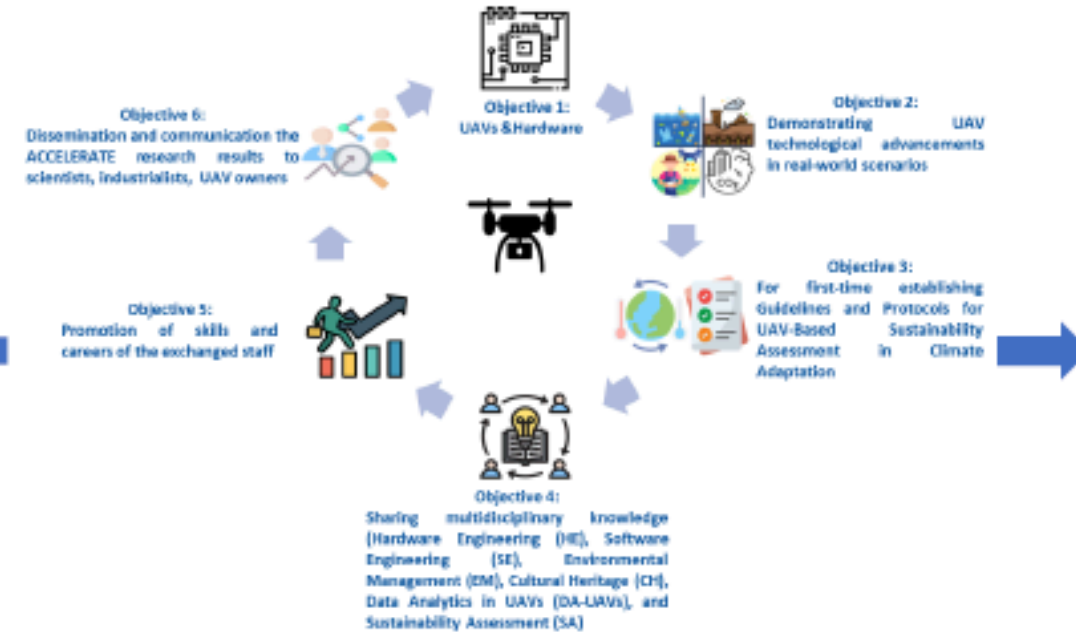 Objective 1:
UAVs &Hardware
Objective 2:
Demonstrating UAV
technological advancements
in real-world scenarios
Objective 3:
For first-time establishing
Guidelines and Protocols for
UAV-Based Sustainability
Assessment in Climate
Adaptation
Objective 4:
Sharing multidisciplinary knowledge
(Hardware Engineering (HE), Software
Engineering (SE), Environmental
Management (EM), Cultural Heritage (CH),
Data Analytics in UAVs (DA-UAVs), and
Sustainability Assessment (SA)
Objective 5:
Promotion of skills and
careers of the exchanged staff
Objective 6:
Dissemination and communication the
ACCELERATE research results to
scientists, industrialists, UAV owners
CO₂